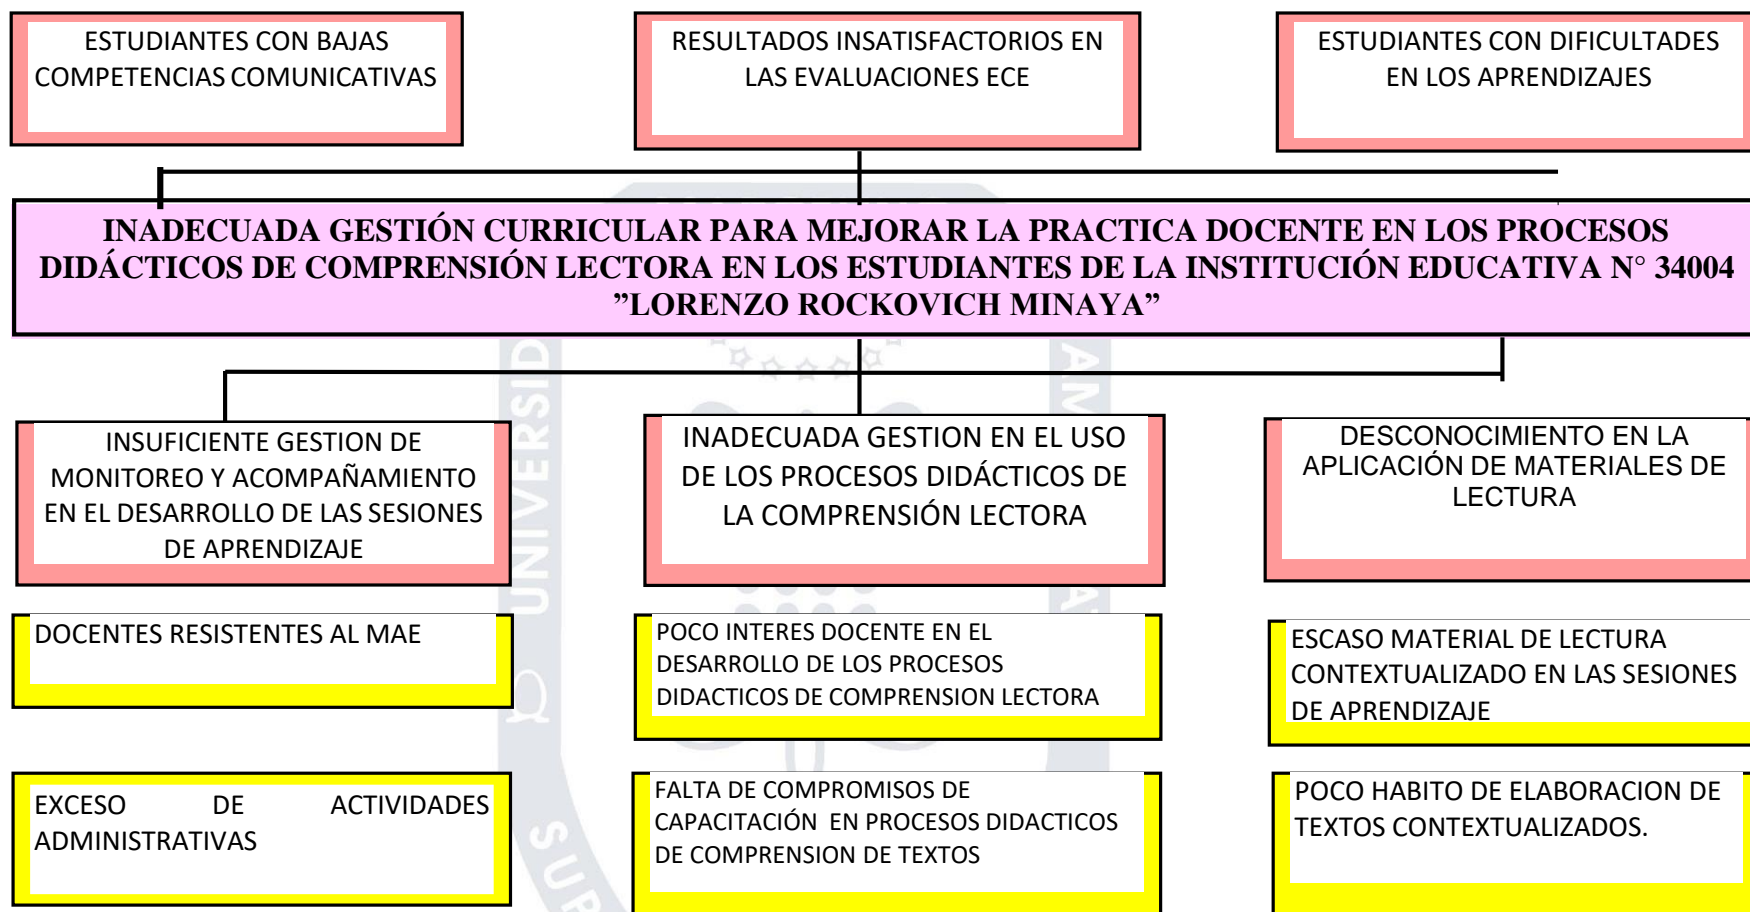 ESTUDIANTES CON BAJAS
COMPETENCIAS COMUNICATIVAS
RESULTADOS INSATISFACTORIOS EN
LAS EVALUACIONES ECE
ESTUDIANTES CON DIFICULTADES
EN LOS APRENDIZAJES
INADECUADA GESTIÓN CURRICULAR PARA MEJORAR LA PRACTICA DOCENTE EN LOS PROCESOS
DIDÁCTICOS DE COMPRENSIÓN LECTORA EN LOS ESTUDIANTES DE LA INSTITUCIÓN EDUCATIVA N° 34004
”LORENZO ROCKOVICH MINAYA”
INSUFICIENTE GESTION DE
MONITOREO Y ACOMPAÑAMIENTO
EN EL DESARROLLO DE LAS SESIONES
DE APRENDIZAJE
INADECUADA GESTION EN EL USO
DE LOS PROCESOS DIDÁCTICOS DE
LA COMPRENSIÓN LECTORA
DESCONOCIMIENTO EN LA
APLICACIÓN DE MATERIALES DE
LECTURA
DOCENTES RESISTENTES AL MAE
POCO INTERES DOCENTE EN EL
DESARROLLO DE LOS PROCESOS
DIDACTICOS DE COMPRENSION LECTORA
ESCASO MATERIAL DE LECTURA
CONTEXTUALIZADO EN LAS SESIONES
DE APRENDIZAJE
EXCESO DE ACTIVIDADES
ADMINISTRATIVAS
FALTA DE COMPROMISOS DE
CAPACITACIÓN EN PROCESOS DIDACTICOS
DE COMPRENSION DE TEXTOS
POCO HABITO DE ELABORACION DE
TEXTOS CONTEXTUALIZADOS.